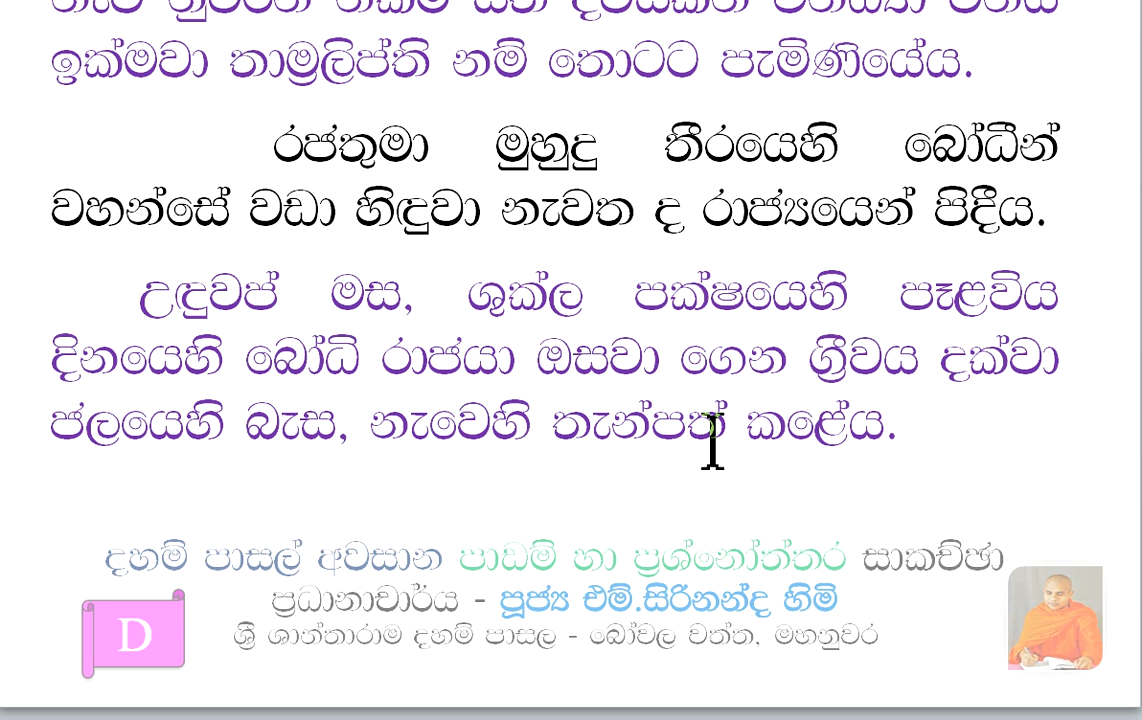 ඉක්මවා තාම්‍රලිප්ති නම් තොටට පැමිණියේය.
රජතුමා මුහුදු තීරයෙහි බෝධීන්
වහන්සේ වඩා හිඳුවා නැවත ද රාජ්‍යයෙන් පිදීය.
උඳුවප් මස, ශුක්ල පක්ෂයෙහි පෑළවිය
දිනයෙහි බෝධි රාජයා ඔසවා ගෙන ග්‍රීවය දක්වා
ජලයෙහි බැස, නැවෙහි තැන්පත් කළේය.
දහම් පාසල් අවසාන පාඩම් හා ප්‍රශ්නෝත්තර සාකච්ඡා
ප්‍රධානාචාර්ය - පූජ්‍ය එම්.සිරිනන්ද හිමි
D
ශ්‍රී ශාන්තාරාම දහම් පාසල - බෝවල වත්ත, මහනුවර